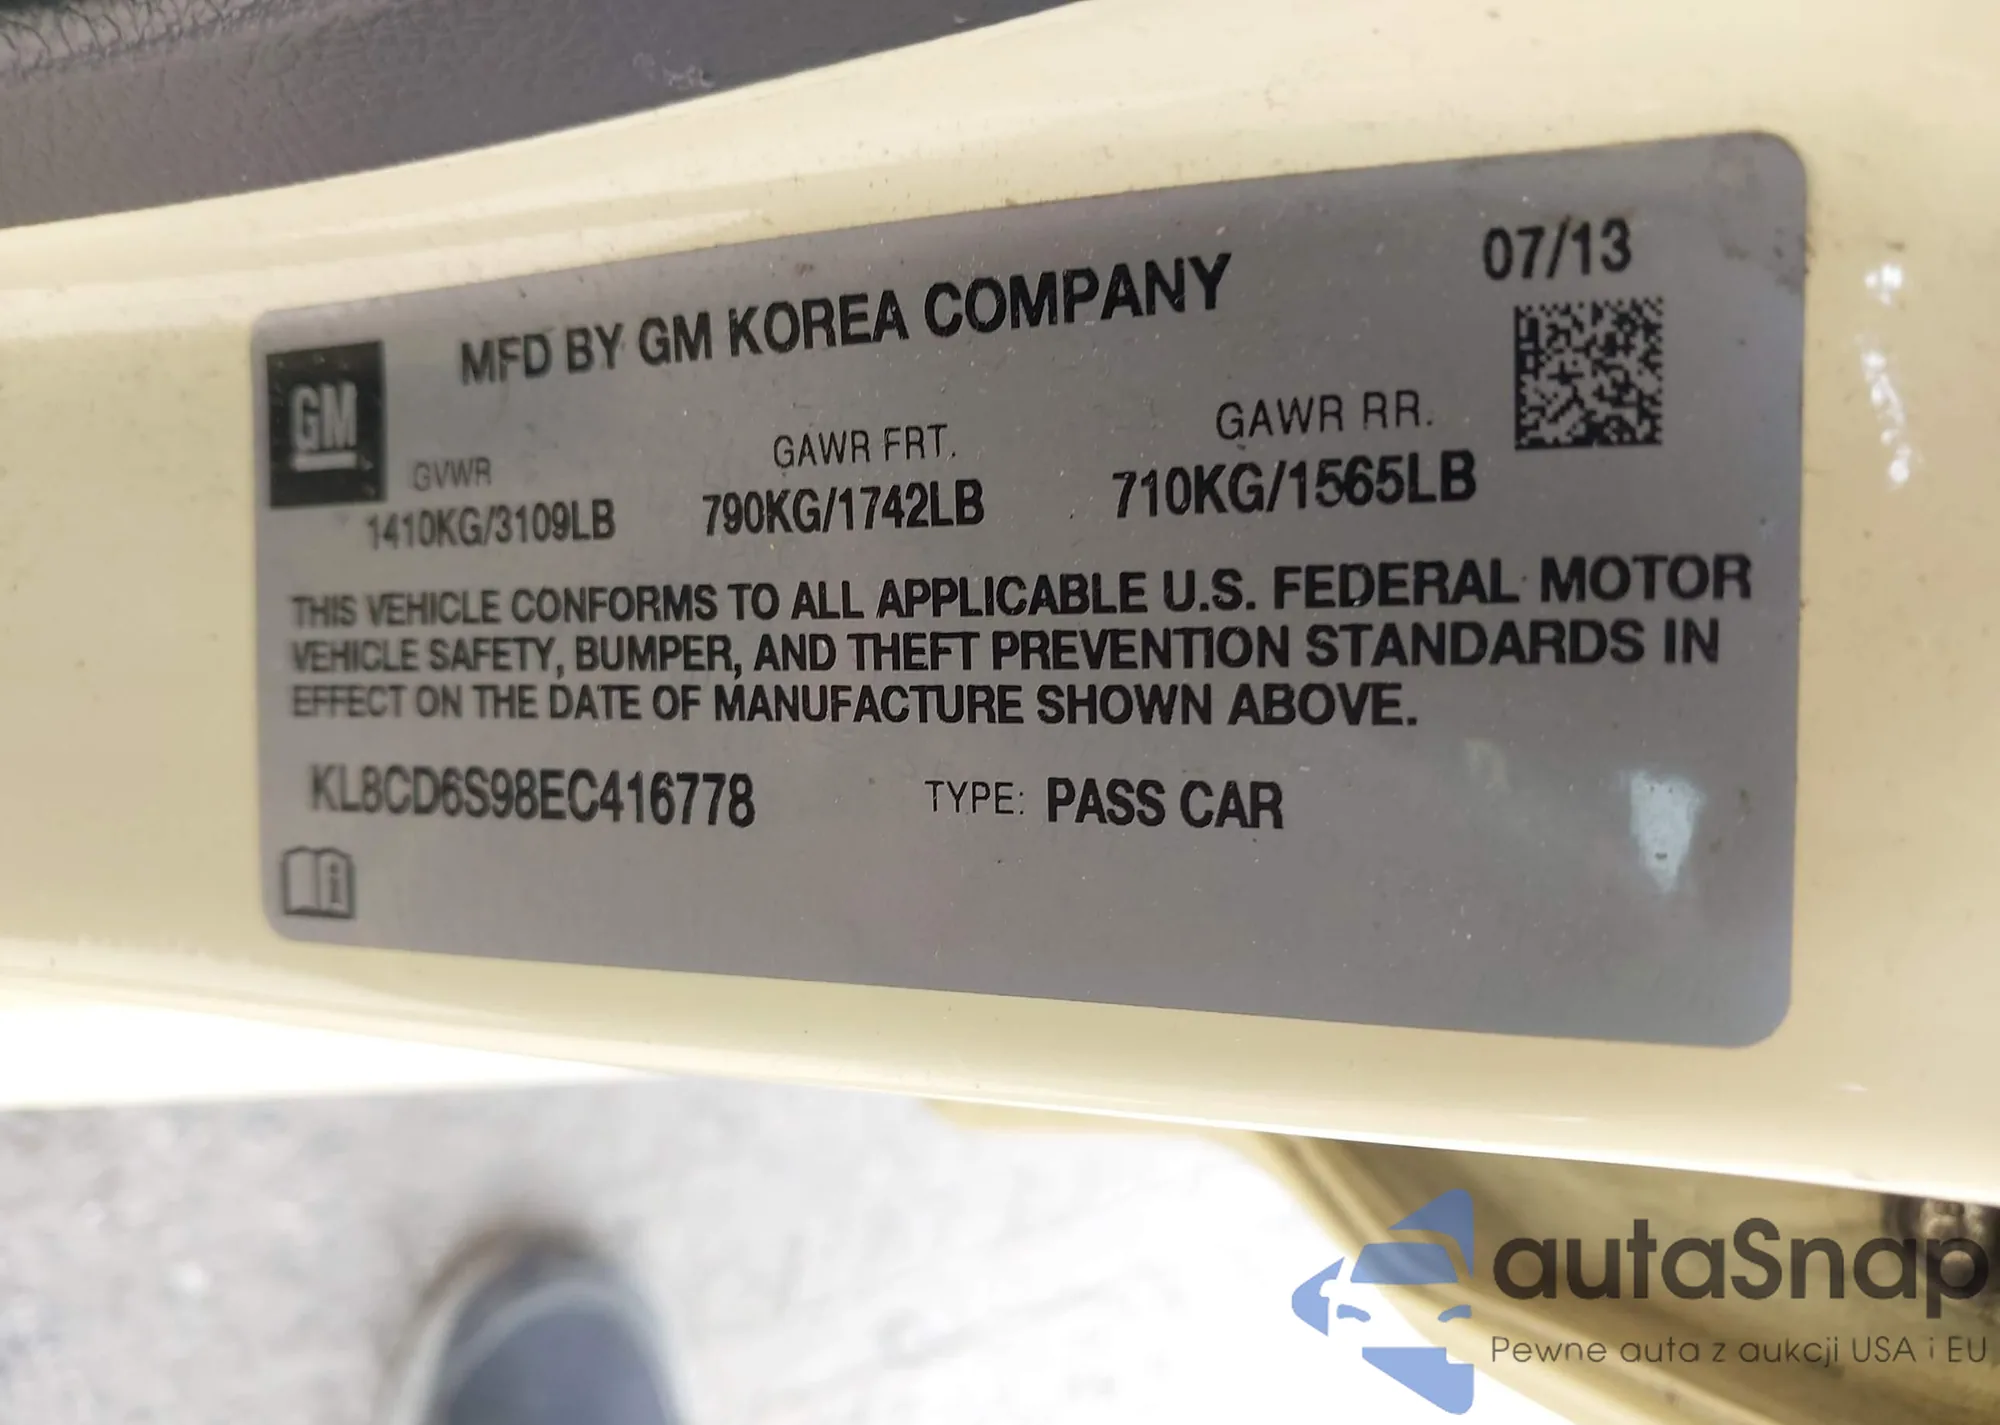 07/13
MFD BY GM KOREA COMPANY
GM
GVWR GAWR FRT. GAWR RR.
1410KG/3109LB 790KG/1742LB 710KG/1565LB
THIS VEHICLE CONFORMS TO ALL APPLICABLE U.S. FEDERAL MOTOR
VEHICLE SAFETY, BUMPER, AND THEFT PREVENTION STANDARDS IN
EFFECT ON THE DATE OF MANUFACTURE SHOWN ABOVE.
KL8CD6S98EC416778 TYPE: PASS CAR
i
autaSnap
Pewne auta z aukcji USA i EU